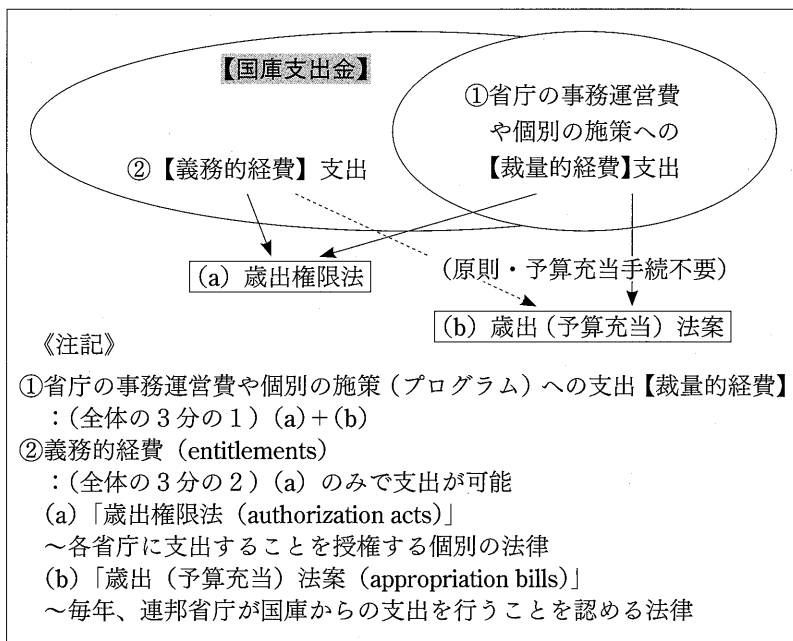 【国庫支出金】
①省庁の事務運営費
や個別の施策への
【裁量的経費】支出
②【義務的経費】支出
(a) 歳出権限法
(原則・予算充当手続不要)
(b) 歳出(予算充当)法案
《注記》
①省庁の事務運営費や個別の施策(プログラム)への支出【裁量的経費】
:(全体の3分の1)(a)+(b)
②義務的経費(entitlements)
:(全体の3分の2)(a)のみで支出が可能
(a)「歳出権限法(authorization acts)」
~各省庁に支出することを授権する個別の法律
(b)「歳出(予算充当)法案(appropriation bills)」
~毎年、連邦省庁が国庫からの支出を行うことを認める法律